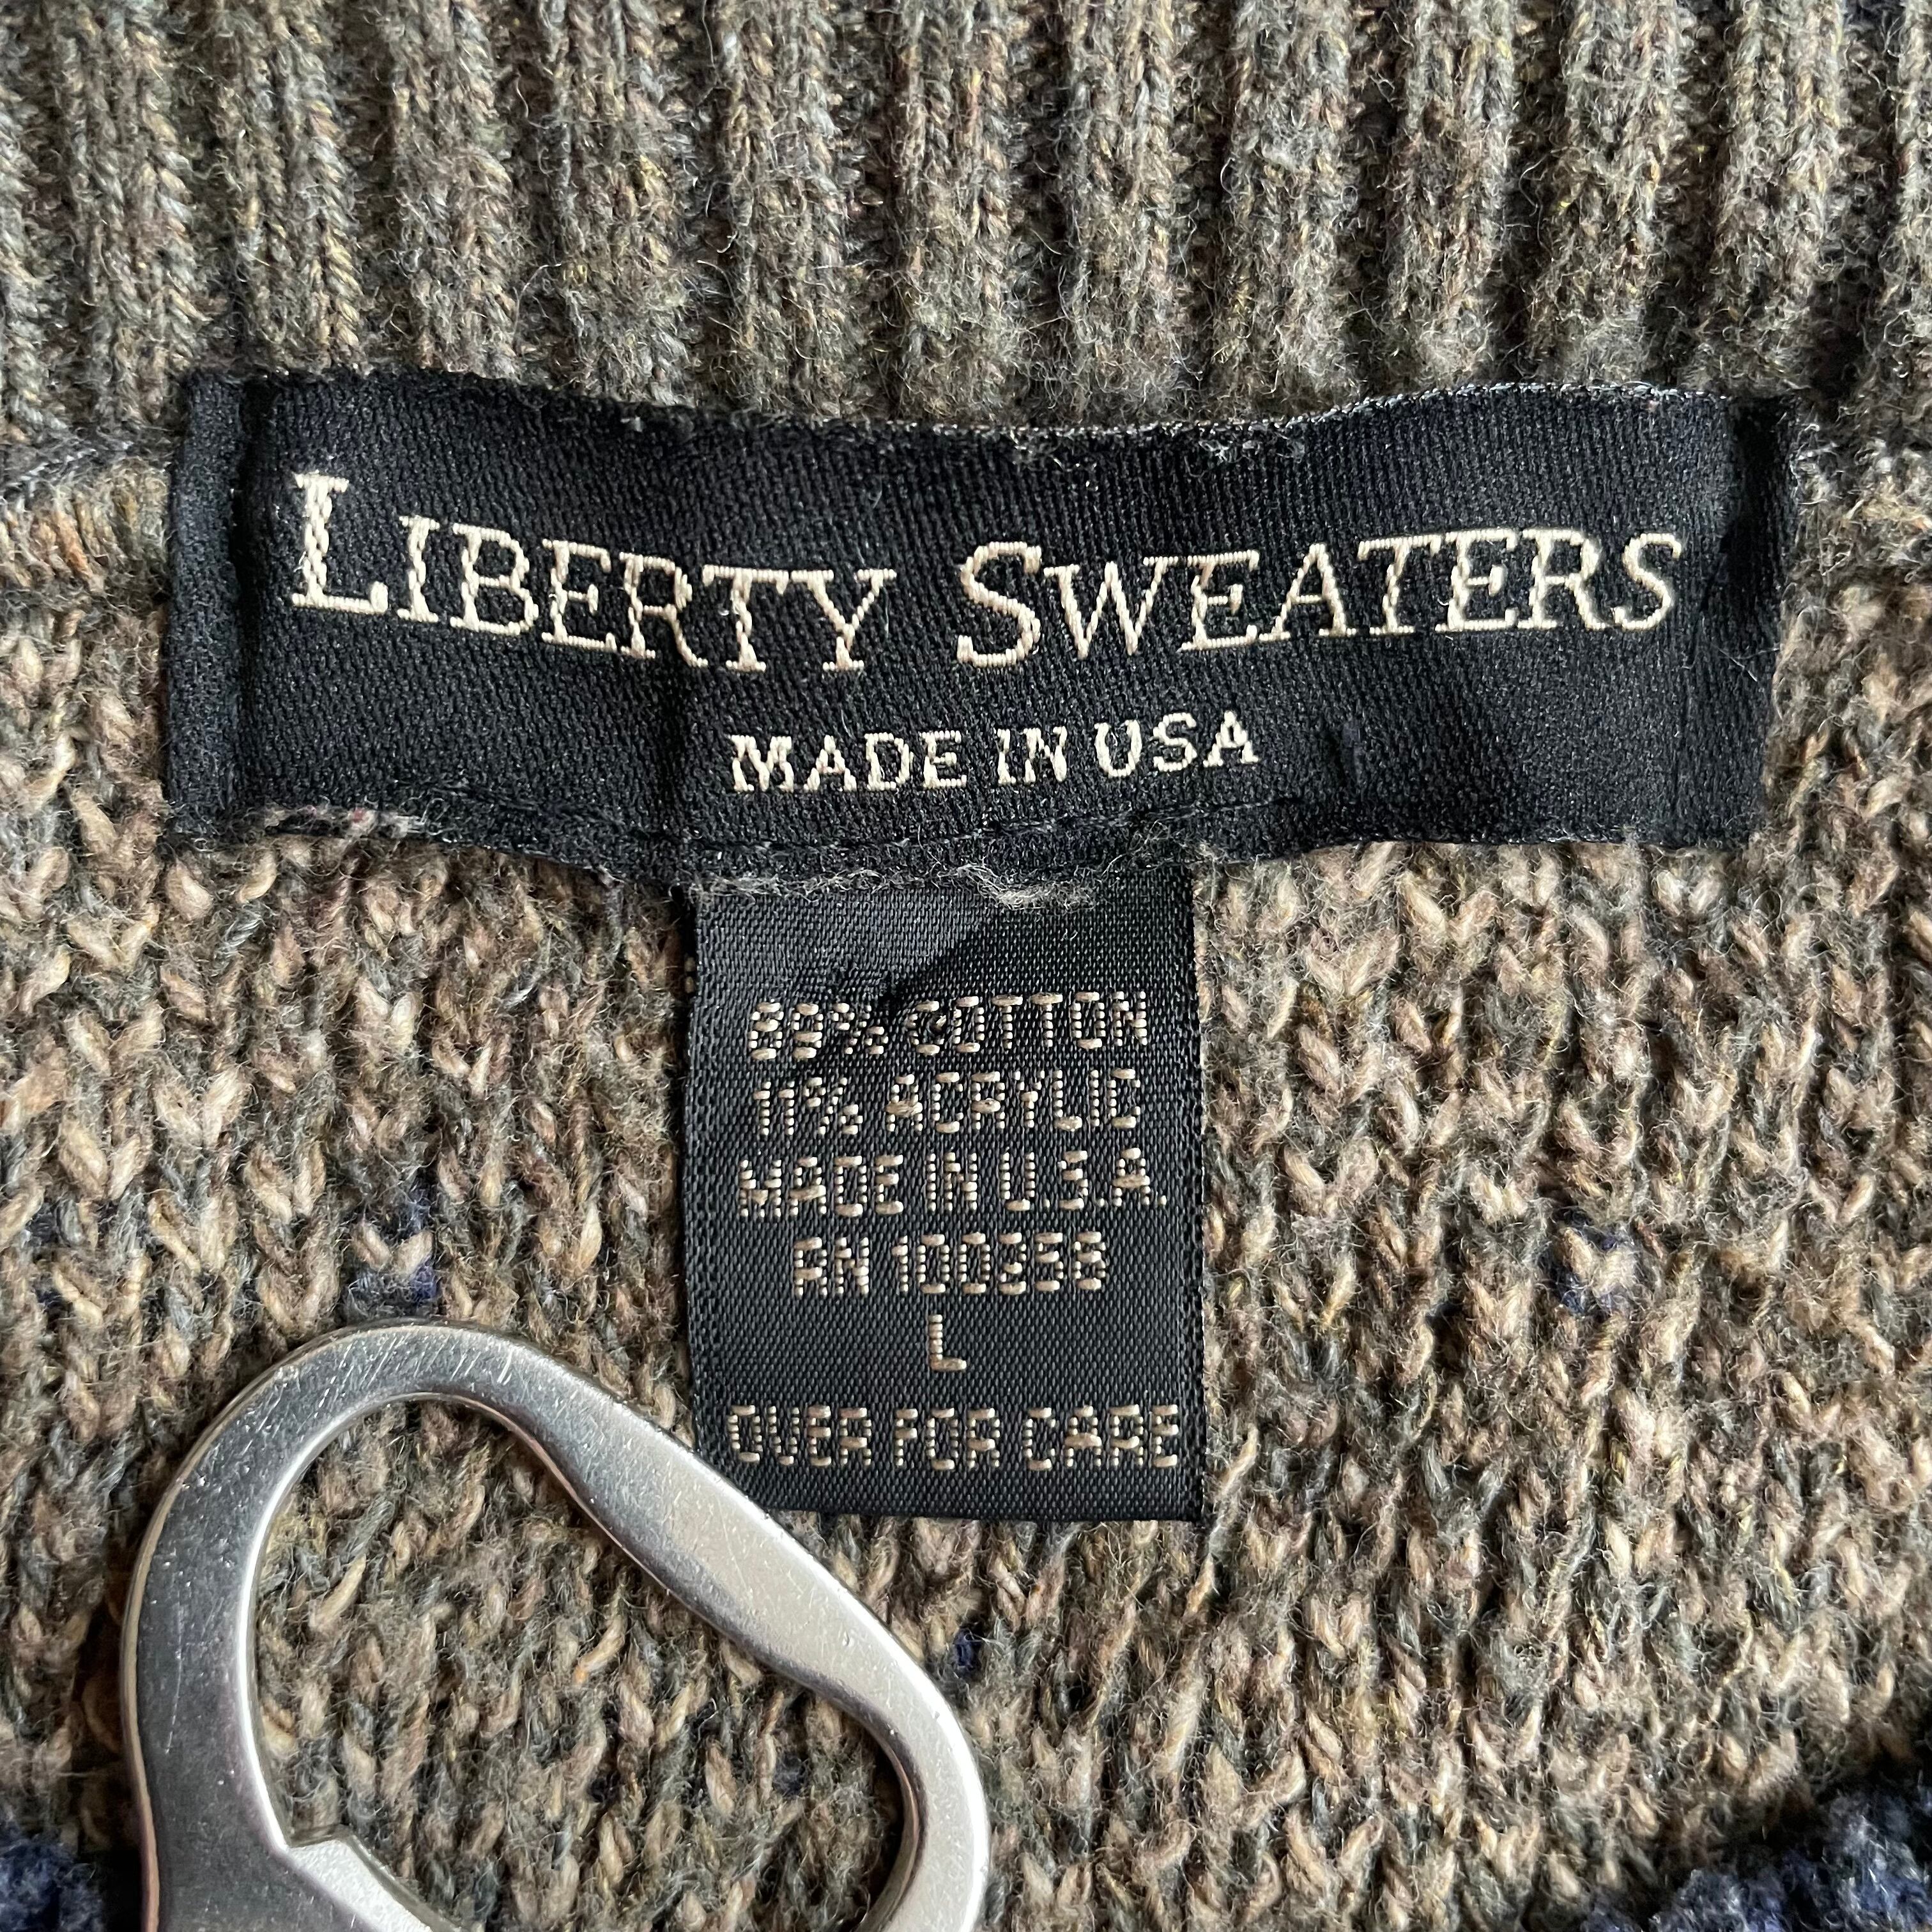 LIBERTY SWEATERS
MADE IN USA
89% COTTON
11% ACRYLIC
MADE IN U.S.A.
RN 100356
L
OVER FOR CARE